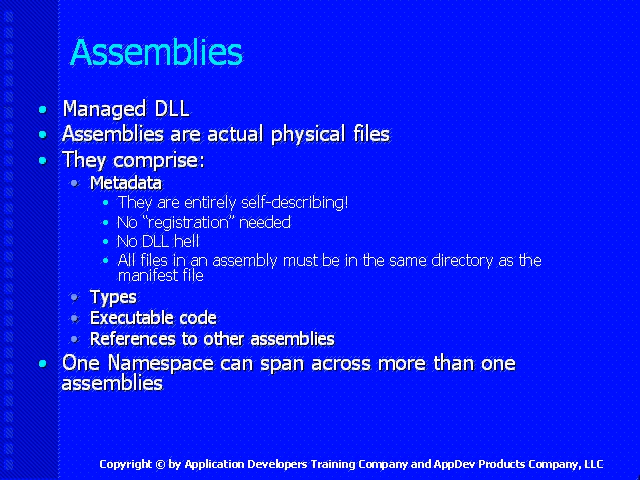 Assemblies
• Managed DLL
• Assemblies are actual physical files
• They comprise:
• Metadata
• They are entirely self-describing!
• No “registration” needed
• No DLL hell
• All files in an assembly must be in the same directory as the
manifest file
• Types
• Executable code
• References to other assemblies
• One Namespace can span across more than one
assemblies
Copyright © by Application Developers Training Company and AppDev Products Company, LLC